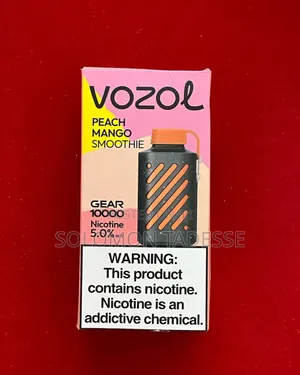 VOZOL
PEACH
MANGO
SMOOTHIE
GEAR
10000
Nicotine
5.0%
SOLOMON TADESSE
WARNING:
This product
contains nicotine.
Nicotine is an
addictive chemical.